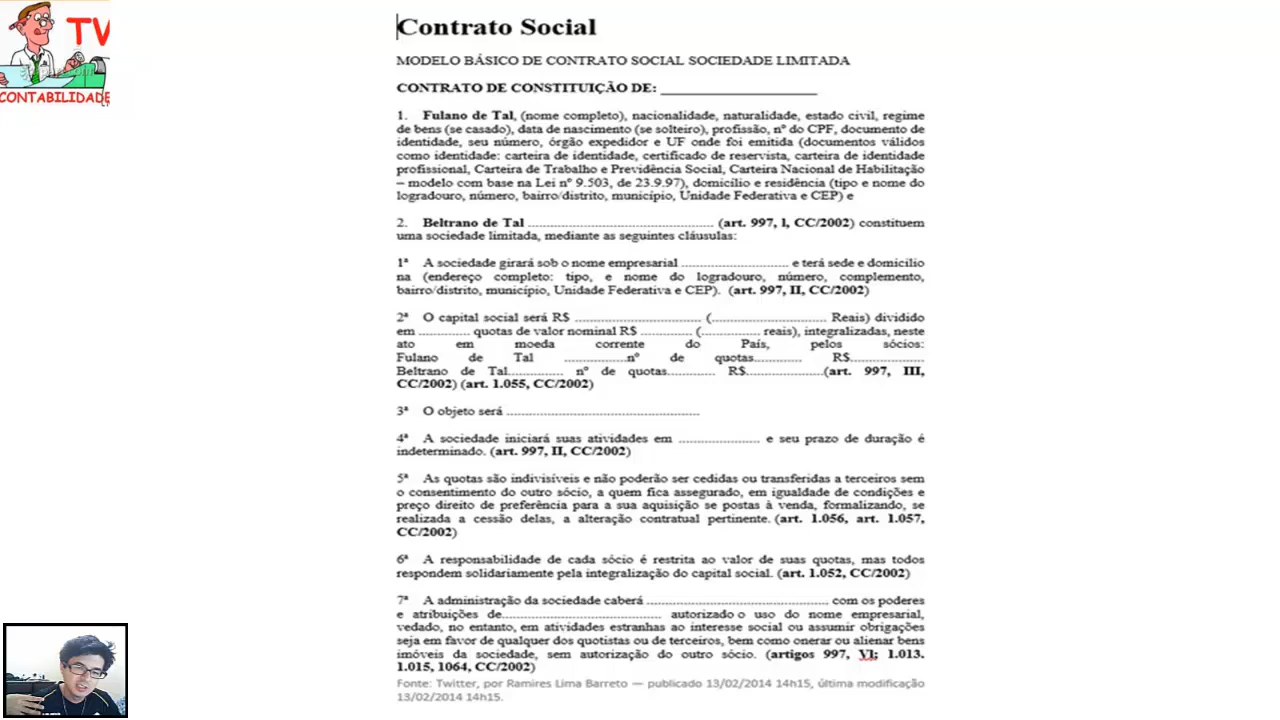 TV
CONTABILIDADE
Contrato Social
MODELO BÁSICO DE CONTRATO SOCIAL SOCIEDADE LIMITADA
CONTRATO DE CONSTITUIÇÃO DE: ______________________
1. Fulano de Tal, (nome completo), nacionalidade, naturalidade, estado civil, regime
de bens (se casado), data de nascimento (se solteiro), profissão, nº do CPF, documento de
identidade, seu número, órgão expedidor e UF onde foi emitida (documentos válidos
como identidade: carteira de identidade, certificado de reservista, carteira de identidade
profissional, Carteira de Trabalho e Previdência Social, Carteira Nacional de Habilitação
– modelo com base na Lei nº 9.503, de 23.9.97), domicílio e residência (tipo e nome do
logradouro, número, bairro/distrito, município, Unidade Federativa e CEP) e
2. Beltrano de Tal ................................................... (art. 997, l, CC/2002) constituem
uma sociedade limitada, mediante as seguintes cláusulas:
1ª A sociedade girará sob o nome empresarial .............................. e terá sede e domicilio
na (endereço completo: tipo, e nome do logradouro, número, complemento,
bairro/distrito, município, Unidade Federativa e CEP). (art. 997, II, CC/2002)
2ª O capital social será R$ .................................. (............................... Reais) dividido
em .............. quotas de valor nominal R$ .............. (................ reais), integralizadas, neste
ato em moeda corrente do País, pelos sócios:
Fulano de Tal .................nº de quotas............. R$....................
Beltrano de Tal............... nº de quotas............. R$.....................(art. 997, III,
CC/2002) (art. 1.055, CC/2002)
3ª O objeto será .....................................................
4ª A sociedade iniciará suas atividades em ...................... e seu prazo de duração é
indeterminado. (art. 997, II, CC/2002)
5ª As quotas são indivisíveis e não poderão ser cedidas ou transferidas a terceiros sem
o consentimento do outro sócio, a quem fica assegurado, em igualdade de condições e
preço direito de preferência para a sua aquisição se postas à venda, formalizando, se
realizada a cessão delas, a alteração contratual pertinente. (art. 1.056, art. 1.057,
CC/2002)
6ª A responsabilidade de cada sócio é restrita ao valor de suas quotas, mas todos
respondem solidariamente pela integralização do capital social. (art. 1.052, CC/2002)
7ª A administração da sociedade caberá .................................................. com os poderes
e atribuições de........................................... autorizado o uso do nome empresarial,
vedado, no entanto, em atividades estranhas ao interesse social ou assumir obrigações
seja em favor de qualquer dos quotistas ou de terceiros, bem como onerar ou alienar bens
imóveis da sociedade, sem autorização do outro sócio. (artigos 997, VI; 1.013.
1.015, 1064, CC/2002)
Fonte: Twitter, por Ramires Lima Barreto — publicado 13/02/2014 14h15, última modificação
13/02/2014 14h15.